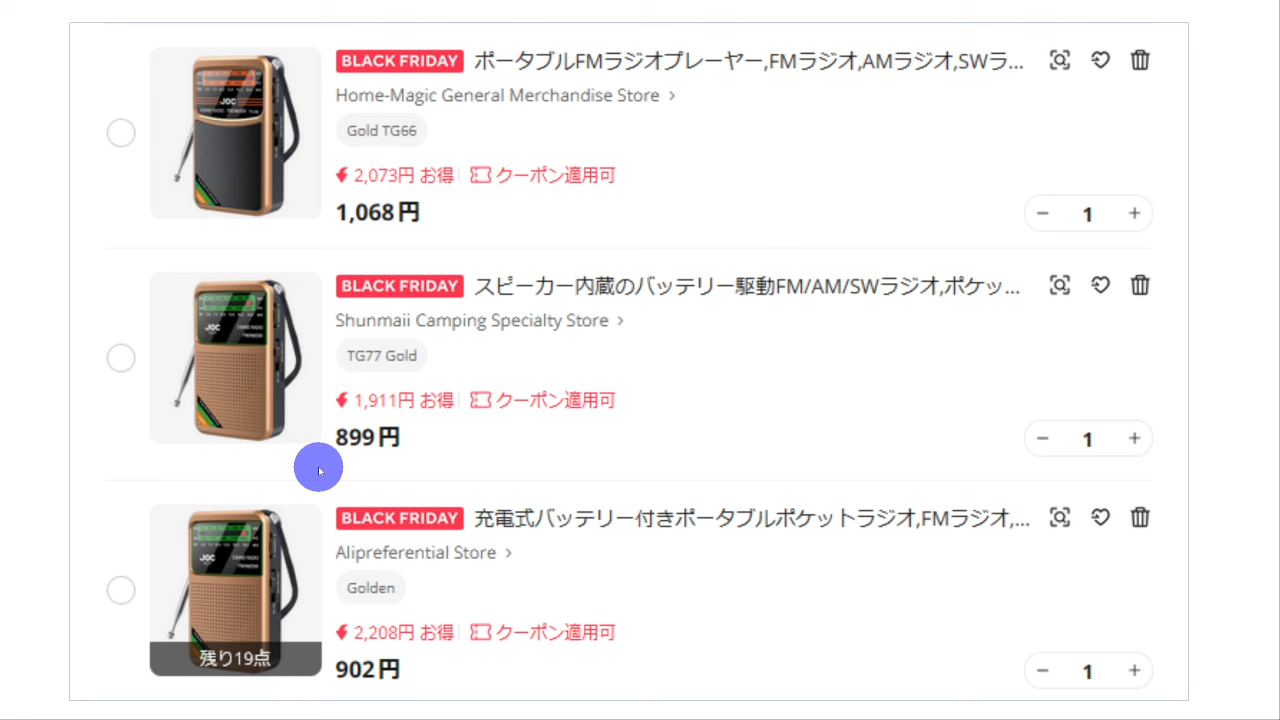 BLACK FRIDAY ポータブルFMラジオプレーヤー,FMラジオ,AMラジオ,SWラ...
Home-Magic General Merchandise Store >
Gold TG66
2,073円 お得 クーポン適用可
1,068円
− 1 +
JOC
BLACK FRIDAY スピーカー内蔵のバッテリー駆動FM/AM/SWラジオ,ポケッ...
Shunmaii Camping Specialty Store >
TG77 Gold
1,911円 お得 クーポン適用可
899円
− 1 +
JOC
BLACK FRIDAY 充電式バッテリー付きポータブルポケットラジオ,FMラジオ,...
Alipreferential Store >
Golden
2,208円 お得 クーポン適用可
902円
− 1 +
JOC
残り19点